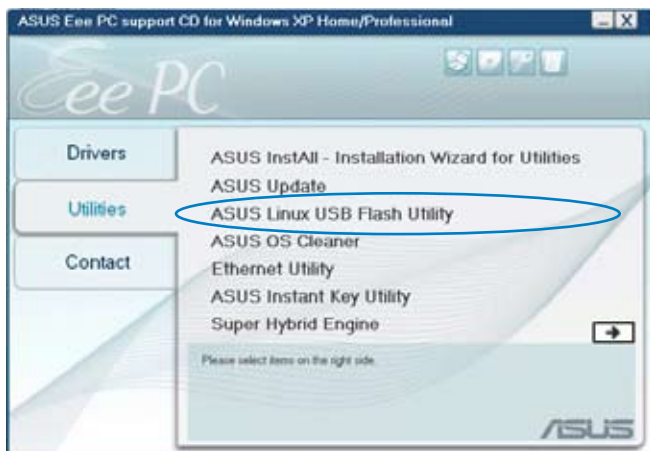 ASUS Eee PC support CD for Windows XP Home/Professional
Eee PC
Drivers
Utilities
Contact
ASUS InstAll - Installation Wizard for Utilities
ASUS Update
ASUS Linux USB Flash Utility
ASUS OS Cleaner
Ethernet Utility
ASUS Instant Key Utility
Super Hybrid Engine
Please select items on the right side.
ASUS